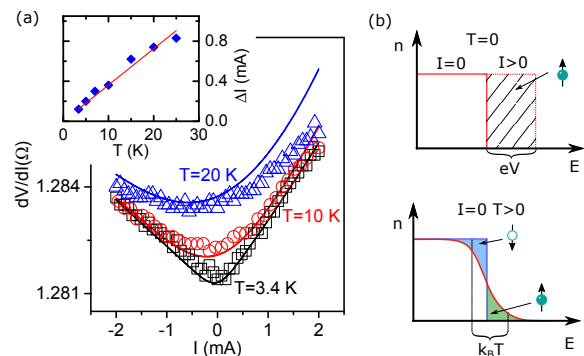 (a)
0.8
0.4
0.0
ΔI (mA)
0 10 20 30
T (K)
dV/dI(Ω)
1.284
1.281
T=20 K
T=10 K
T=3.4 K
-2 -1 0 1 2
I (mA)
(b)
n
T=0
I=0 I>0
eV
E
n
I=0 T>0
kBT
E